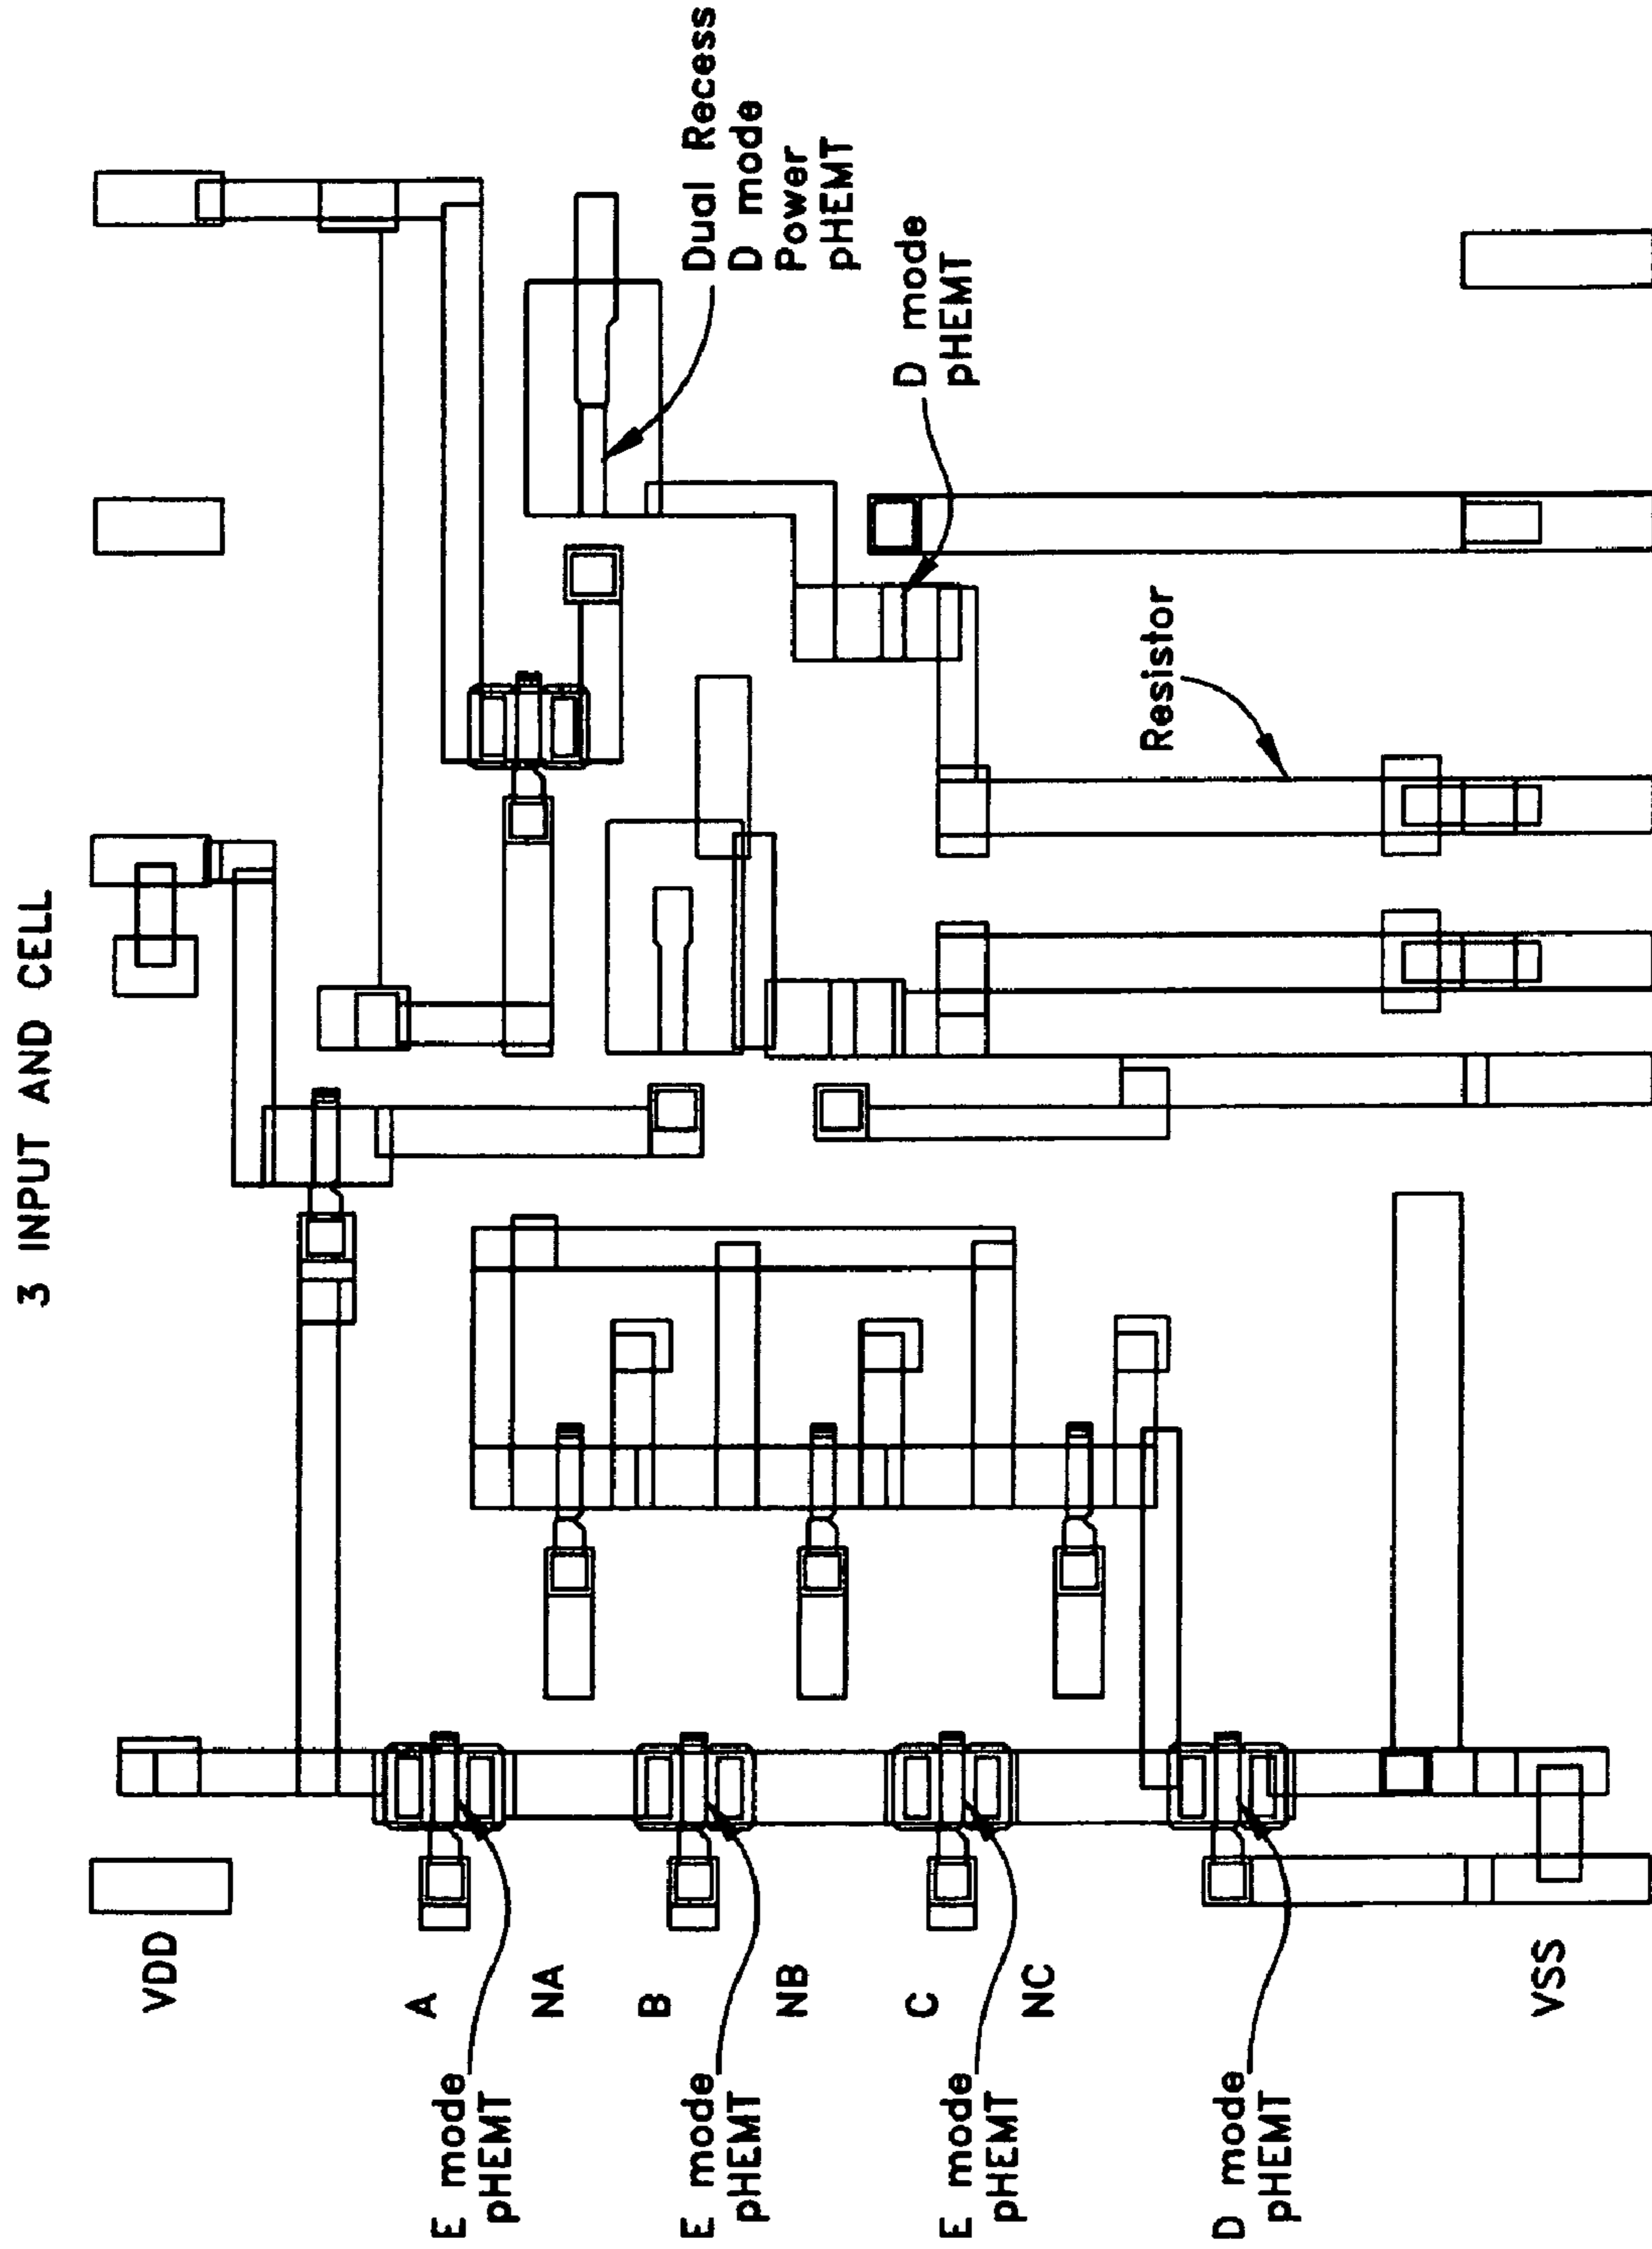 3 INPUT AND CELL
VDD
A
NA
B
NB
C
NC
VSS
E mode
pHEMT
E mode
pHEMT
E mode
pHEMT
D mode
pHEMT
Dual Recess
D mode
Power
pHEMT
D mode
pHEMT
Resistor